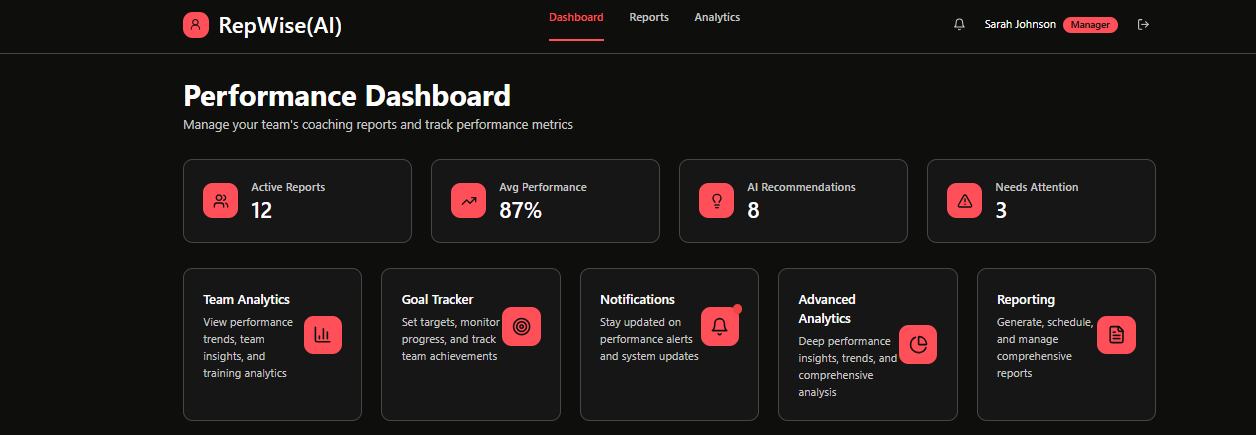 RepWise(AI)
Dashboard
Reports
Analytics
Sarah Johnson
Manager
Performance Dashboard
Manage your team's coaching reports and track performance metrics
Active Reports
12
Avg Performance
87%
AI Recommendations
8
Needs Attention
3
Team Analytics
View performance
trends, team
insights, and
training analytics
Goal Tracker
Set targets, monitor
progress, and track
team achievements
Notifications
Stay updated on
performance alerts
and system updates
Advanced
Analytics
Deep performance
insights, trends, and
comprehensive
analysis
Reporting
Generate, schedule,
and manage
comprehensive
reports